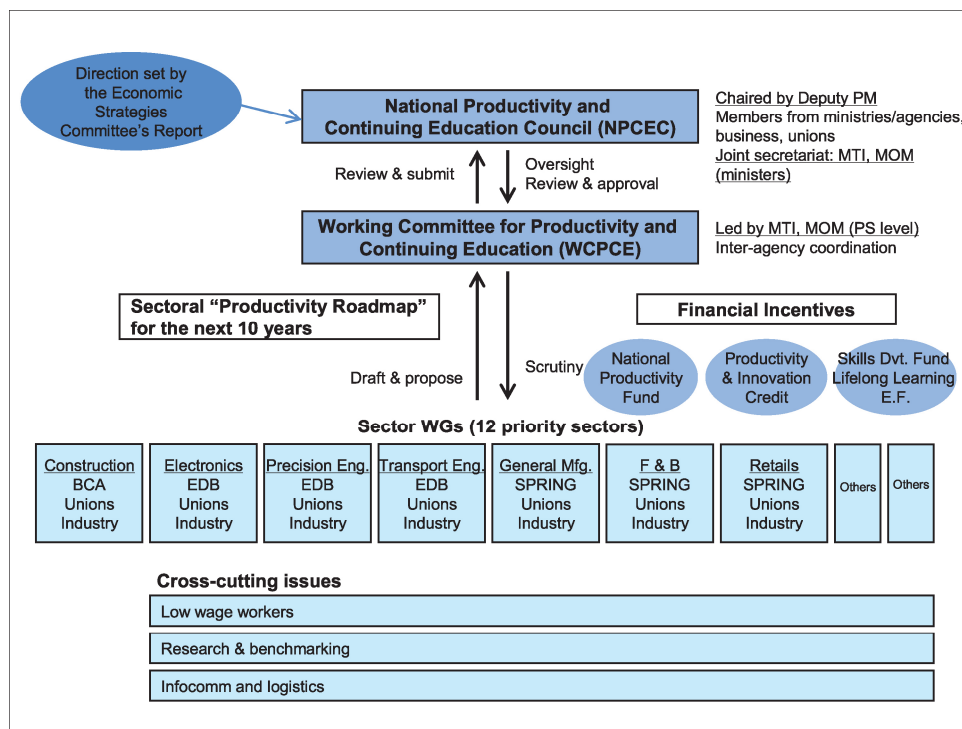 Direction set by
the Economic
Strategies
Committee's Report
National Productivity and
Continuing Education Council (NPCEC)
Chaired by Deputy PM
Members from ministries/agencies,
business, unions
Joint secretariat: MTI, MOM
(ministers)
Review & submit
Oversight
Review & approval
Working Committee for Productivity and
Continuing Education (WCPCE)
Led by MTI, MOM (PS level)
Inter-agency coordination
Sectoral “Productivity Roadmap”
for the next 10 years
Financial Incentives
Draft & propose
Scrutiny
National
Productivity
Fund
Productivity
& Innovation
Credit
Skills Dvt. Fund
Lifelong Learning
E.F.
Sector WGs (12 priority sectors)
Construction
BCA
Unions
Industry
Electronics
EDB
Unions
Industry
Precision Eng.
EDB
Unions
Industry
Transport Eng.
EDB
Unions
Industry
General Mfg.
SPRING
Unions
Industry
F & B
SPRING
Unions
Industry
Retails
SPRING
Unions
Industry
Others
Others
Cross-cutting issues
Low wage workers
Research & benchmarking
Infocomm and logistics